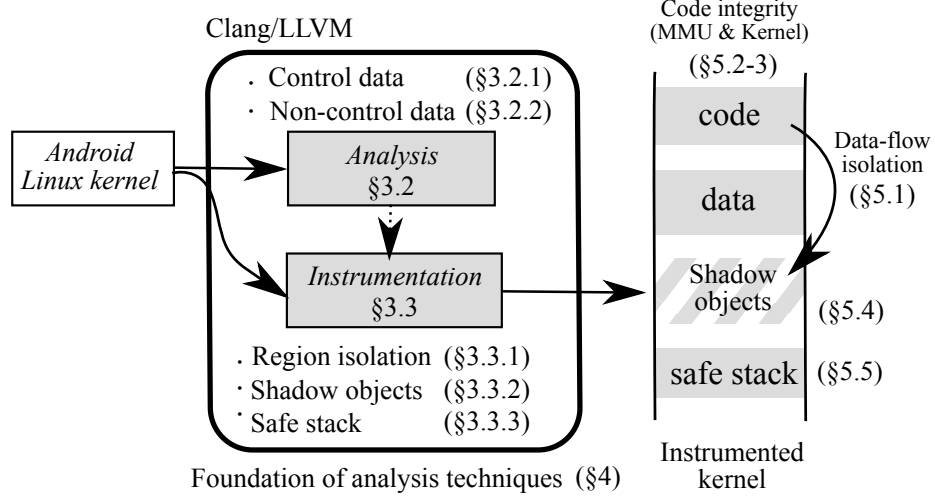 Clang/LLVM
· Control data (§3.2.1)
· Non-control data (§3.2.2)
Android
Linux kernel
Analysis
§3.2
Instrumentation
§3.3
· Region isolation (§3.3.1)
· Shadow objects (§3.3.2)
· Safe stack (§3.3.3)
Foundation of analysis techniques (§4)
Code integrity
(MMU & Kernel)
(§5.2-3)
code
Data-flow
isolation
(§5.1)
data
Shadow
objects
(§5.4)
safe stack (§5.5)
Instrumented
kernel